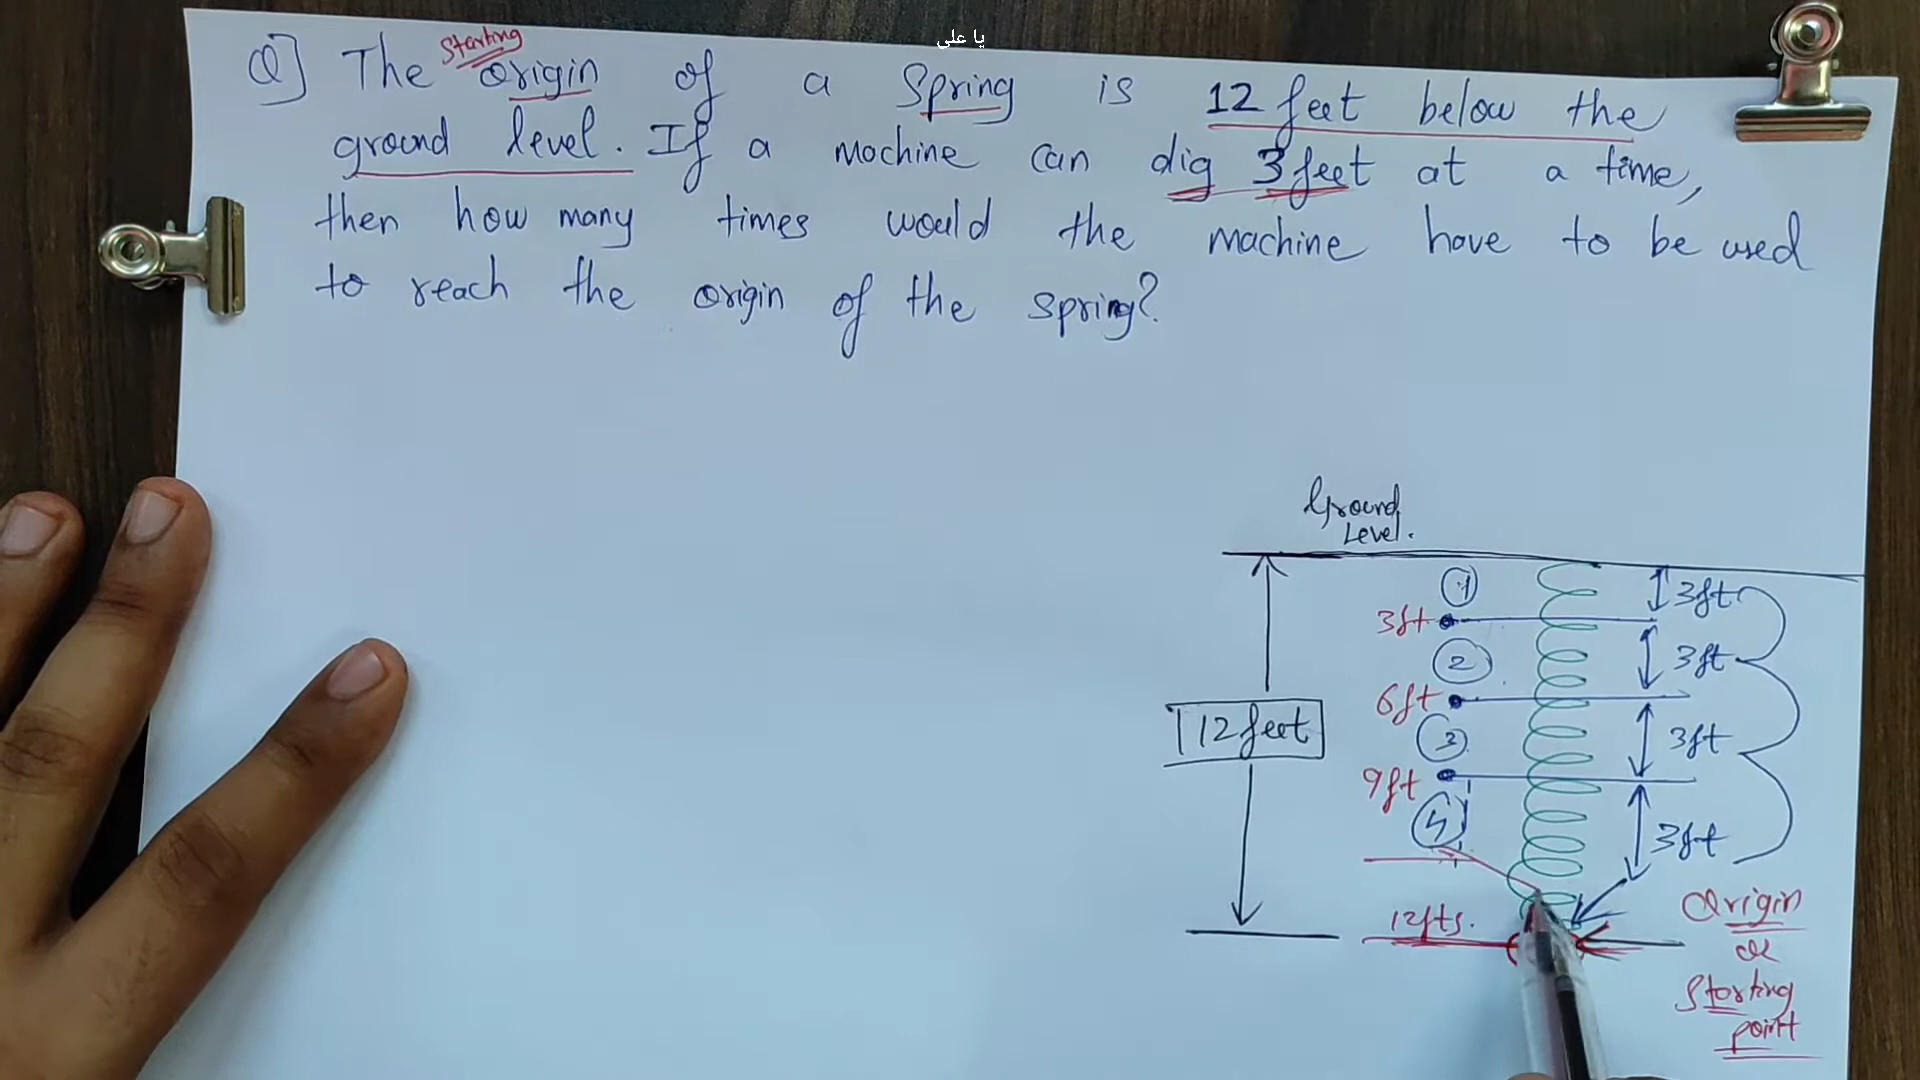 يا على
Starting
Q] The origin of a spring is 12 feet below the
ground level. If a machine can dig 3 feet at a time,
then how many times would the machine have to be used
to reach the origin of the spring?
Ground
Level.
1
3ft
3ft
2
3ft
6ft
12 feet
3
3ft
9ft
4
3ft
12fts.
Origin
or
Starting
point